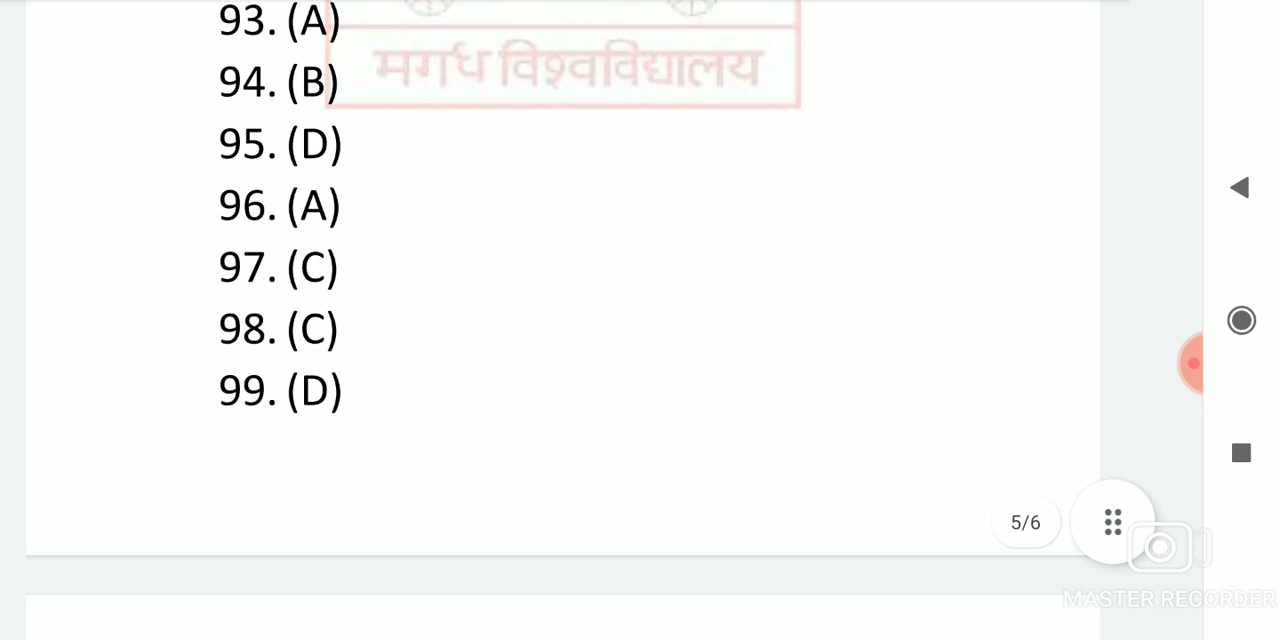 93. (A)
मगध विश्वविद्यालय
94. (B)
95. (D)
96. (A)
97. (C)
98. (C)
99. (D)
5/6
MASTER RECORDER